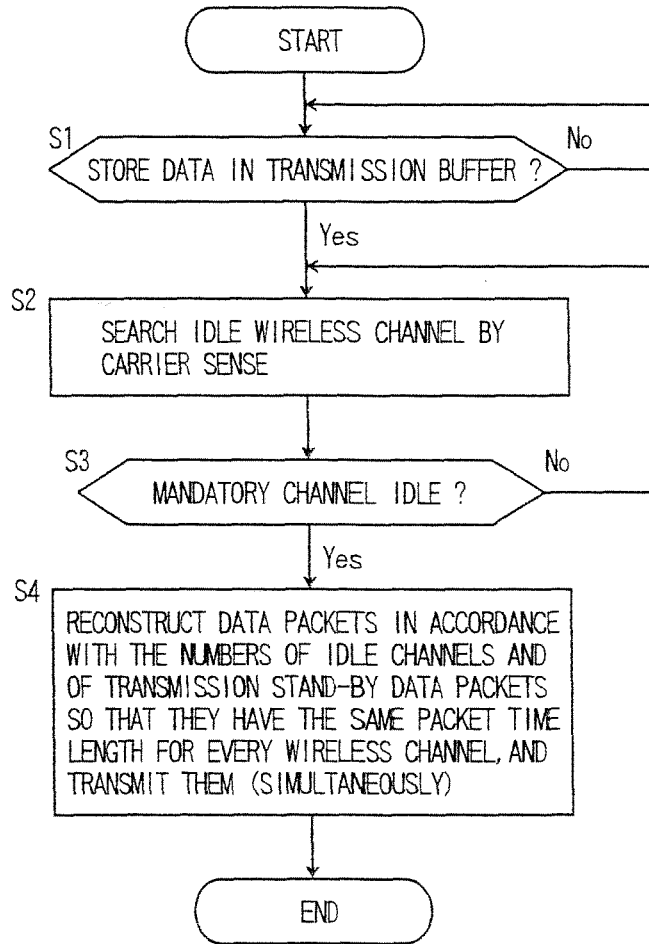 START
S1
No
STORE DATA IN TRANSMISSION BUFFER ?
Yes
S2
SEARCH IDLE WIRELESS CHANNEL BY
CARRIER SENSE
S3
No
MANDATORY CHANNEL IDLE ?
Yes
S4
RECONSTRUCT DATA PACKETS IN ACCORDANCE
WITH THE NUMBERS OF IDLE CHANNELS AND
OF TRANSMISSION STAND-BY DATA PACKETS
SO THAT THEY HAVE THE SAME PACKET TIME
LENGTH FOR EVERY WIRELESS CHANNEL, AND
TRANSMIT THEM (SIMULTANEOUSLY)
END